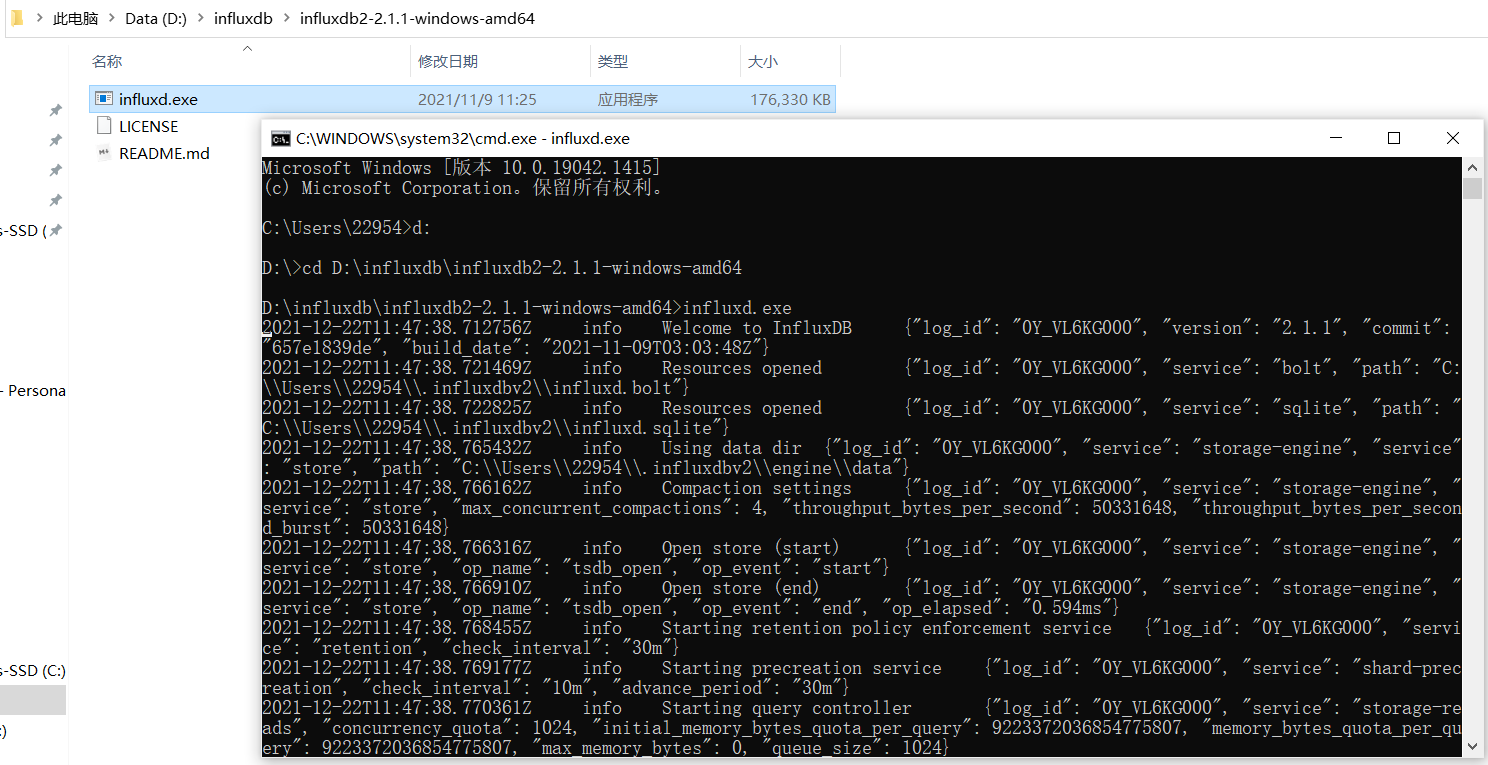 此电脑 > Data (D:) > influxdb > influxdb2-2.1.1-windows-amd64
名称 修改日期 类型 大小
influxd.exe 2021/11/9 11:25 应用程序 176,330 KB
LICENSE
README.md
s-SSD (
- Persona
s-SSD (C:)
:)
C:\WINDOWS\system32\cmd.exe - influxd.exe
Microsoft Windows [版本 10.0.19042.1415]
(c) Microsoft Corporation。保留所有权利。
C:\Users\22954>d:
D:\>cd D:\influxdb\influxdb2-2.1.1-windows-amd64
D:\influxdb\influxdb2-2.1.1-windows-amd64>influxd.exe
2021-12-22T11:47:38.712756Z info Welcome to InfluxDB {"log_id": "0Y_VL6KG000", "version": "2.1.1", "commit":
"657e1839de", "build_date": "2021-11-09T03:03:48Z"}
2021-12-22T11:47:38.721469Z info Resources opened {"log_id": "0Y_VL6KG000", "service": "bolt", "path": "C:
\\Users\\22954\\.influxdbv2\\influxd.bolt"}
2021-12-22T11:47:38.722825Z info Resources opened {"log_id": "0Y_VL6KG000", "service": "sqlite", "path": "
C:\\Users\\22954\\.influxdbv2\\influxd.sqlite"}
2021-12-22T11:47:38.765432Z info Using data dir {"log_id": "0Y_VL6KG000", "service": "storage-engine", "service"
: "store", "path": "C:\\Users\\22954\\.influxdbv2\\engine\\data"}
2021-12-22T11:47:38.766162Z info Compaction settings {"log_id": "0Y_VL6KG000", "service": "storage-engine", "
service": "store", "max_concurrent_compactions": 4, "throughput_bytes_per_second": 50331648, "throughput_bytes_per_secon
d_burst": 50331648}
2021-12-22T11:47:38.766316Z info Open store (start) {"log_id": "0Y_VL6KG000", "service": "storage-engine", "
service": "store", "op_name": "tsdb_open", "op_event": "start"}
2021-12-22T11:47:38.766910Z info Open store (end) {"log_id": "0Y_VL6KG000", "service": "storage-engine", "
service": "store", "op_name": "tsdb_open", "op_event": "end", "op_elapsed": "0.594ms"}
2021-12-22T11:47:38.768455Z info Starting retention policy enforcement service {"log_id": "0Y_VL6KG000", "servi
ce": "retention", "check_interval": "30m"}
2021-12-22T11:47:38.769177Z info Starting precreation service {"log_id": "0Y_VL6KG000", "service": "shard-prec
reation", "check_interval": "10m", "advance_period": "30m"}
2021-12-22T11:47:38.770361Z info Starting query controller {"log_id": "0Y_VL6KG000", "service": "storage-re
ads", "concurrency_quota": 1024, "initial_memory_bytes_quota_per_query": 9223372036854775807, "memory_bytes_quota_per_qu
ery": 9223372036854775807, "max_memory_bytes": 0, "queue_size": 1024}